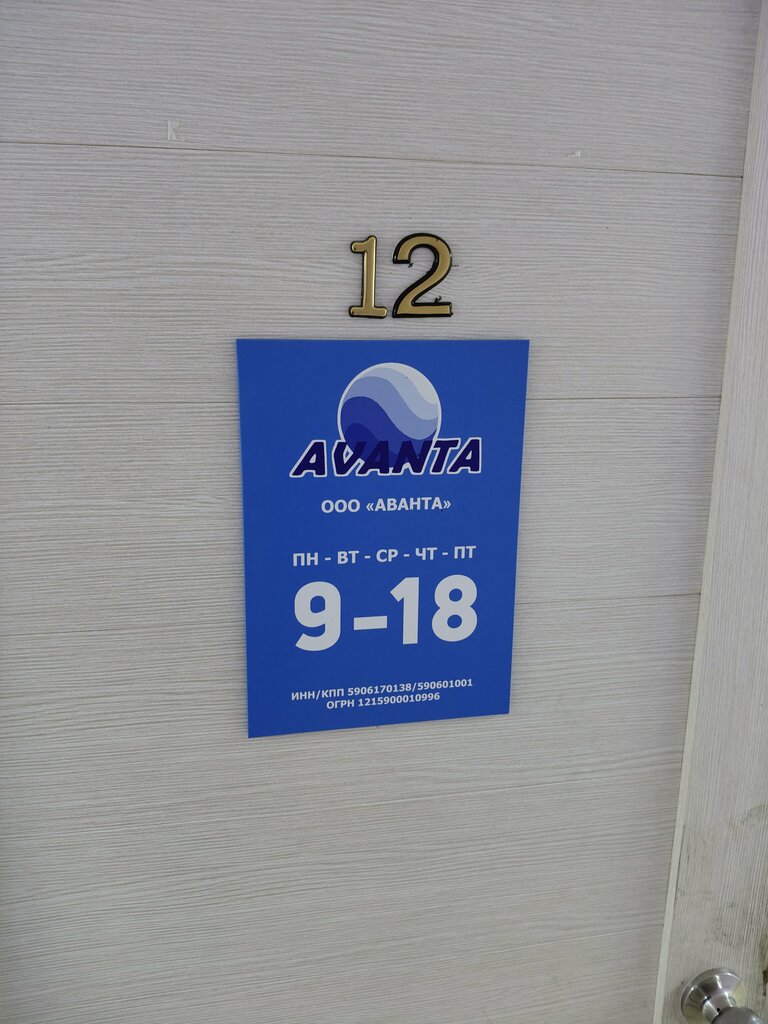 12
AVANTA
ООО «АВАНТА»
ПН - ВТ - СР - ЧТ - ПТ
9-18
ИНН/КПП 5906170138/590601001
ОГРН 1215900010996